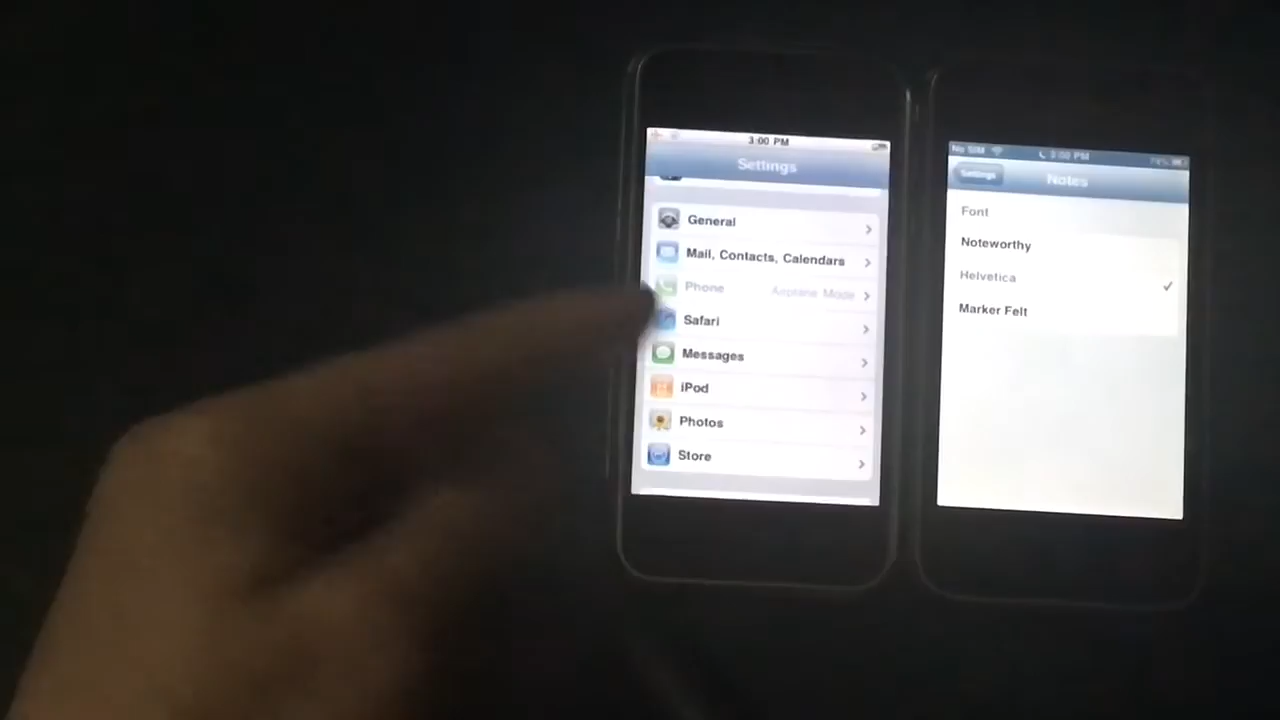 3:00 PM
Settings
General
Mail, Contacts, Calendars
Phone Airplane Mode
Safari
Messages
iPod
Photos
Store
No SIM 3:00 PM
Settings Notes
Font
Noteworthy
Helvetica
Marker Felt